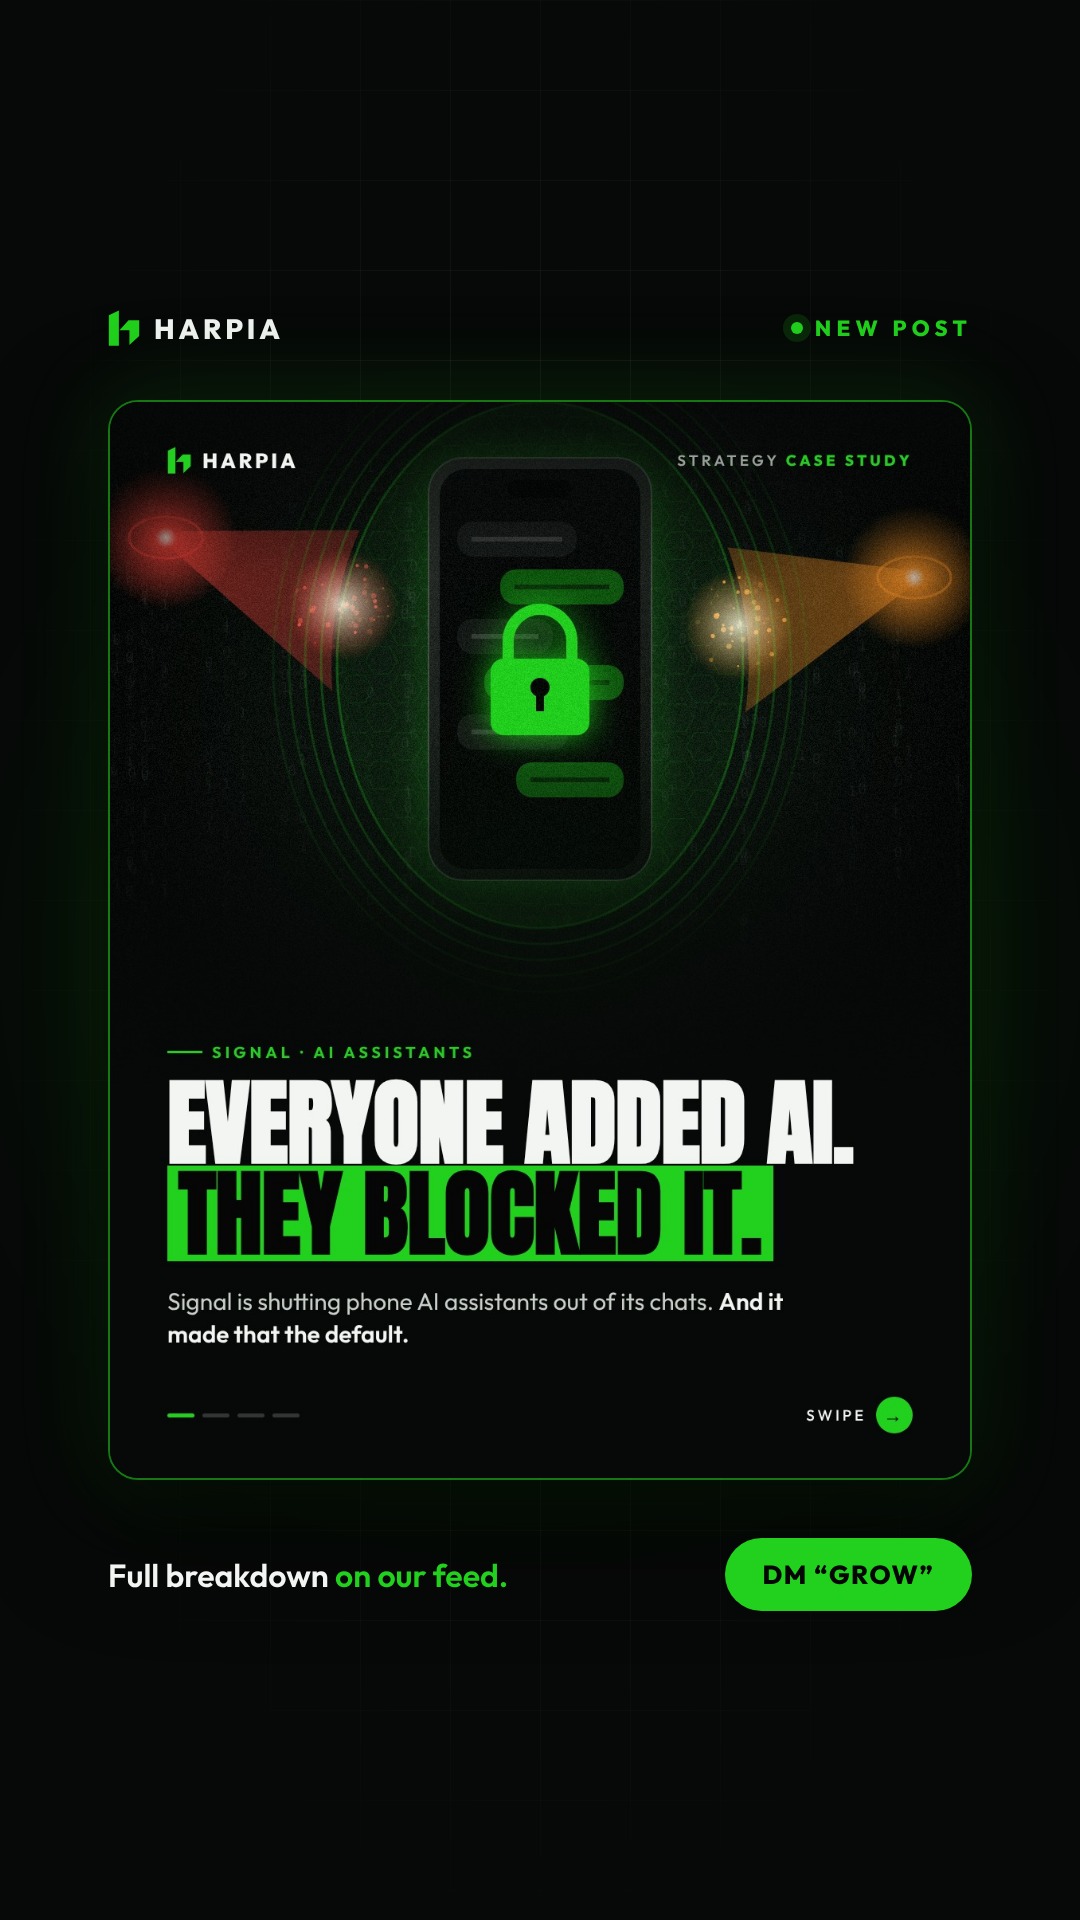 HARPIA
NEW POST
HARPIA
STRATEGY CASE STUDY
SIGNAL · AI ASSISTANTS
EVERYONE ADDED AI.
THEY BLOCKED IT.
Signal is shutting phone AI assistants out of its chats. And it
made that the default.
SWIPE →
Full breakdown on our feed.
DM “GROW”